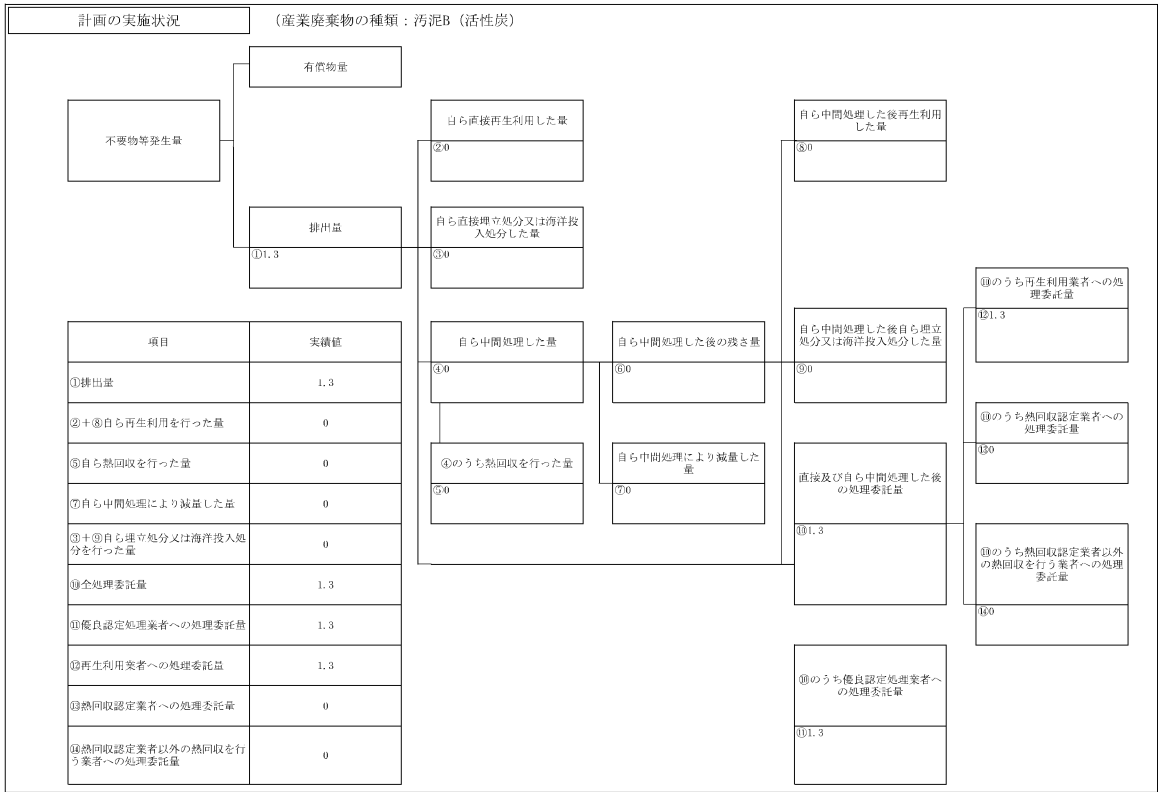 計画の実施状況
（産業廃棄物の種類：汚泥B（活性炭）
有償物量
不要物等発生量
排出量
①1.3
自ら直接再生利用した量
②0
自ら直接埋立処分又は海洋投
入処分した量
③0
自ら中間処理した後再生利用
した量
⑧0
項目
実績値
①排出量
1.3
②＋⑧自ら再生利用を行った量
0
⑤自ら熱回収を行った量
0
⑦自ら中間処理により減量した量
0
③＋⑨自ら埋立処分又は海洋投入処
分を行った量
0
⑩全処理委託量
1.3
⑪優良認定処理業者への処理委託量
1.3
⑫再生利用業者への処理委託量
1.3
⑬熱回収認定業者への処理委託量
0
⑭熱回収認定業者以外の熱回収を行
う業者への処理委託量
0
自ら中間処理した量
④0
④のうち熱回収を行った量
⑤0
自ら中間処理した後の残さ量
⑥0
自ら中間処理により減量した
量
⑦0
自ら中間処理した後自ら埋立
処分又は海洋投入処分した量
⑨0
直接及び自ら中間処理した後
の処理委託量
⑩1.3
⑩のうち優良認定処理業者へ
の処理委託量
⑪1.3
⑩のうち再生利用業者への処
理委託量
⑫1.3
⑩のうち熱回収認定業者への
処理委託量
⑬0
⑩のうち熱回収認定業者以外
の熱回収を行う業者への処理
委託量
⑭0